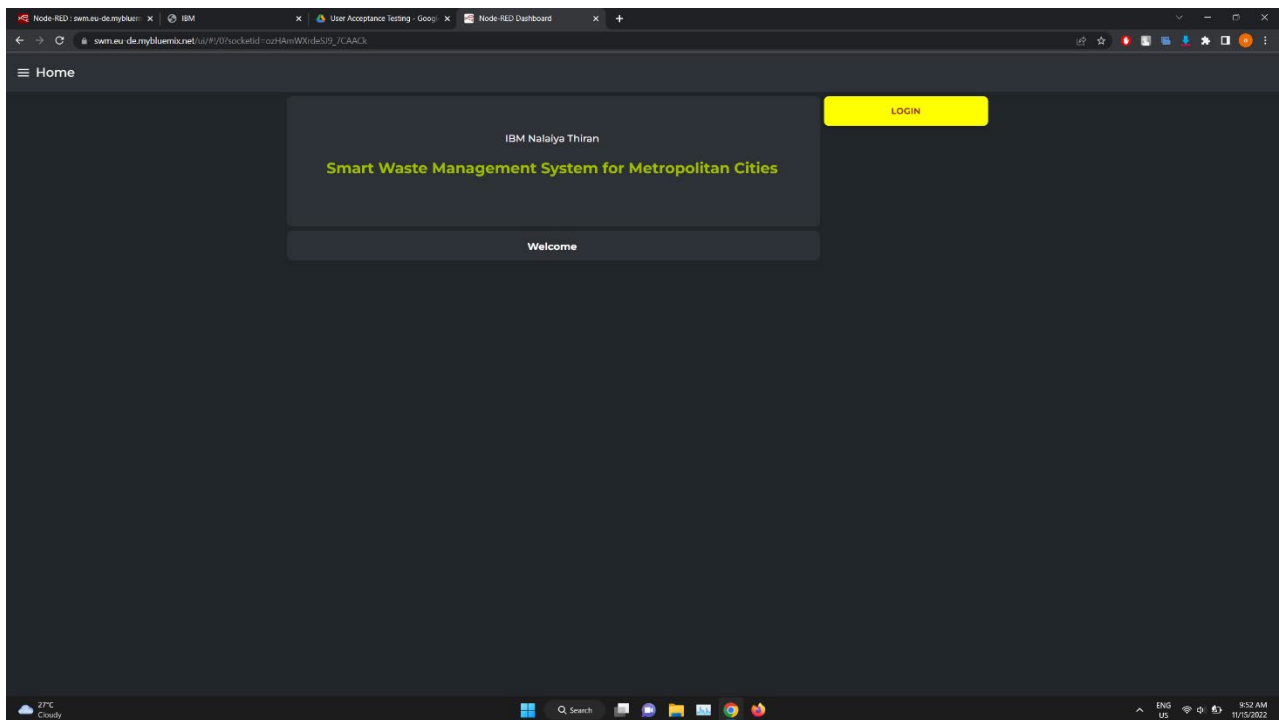 Node-RED : swm.eu-de.mybluem
IBM
User Acceptance Testing - Googl
Node-RED Dashboard
swm.eu-de.mybluemix.net/ui/#!/0?socketid=ozHAmWXrdeSJ9_7CAACk
Home
LOGIN
IBM Nalaiya Thiran
Smart Waste Management System for Metropolitan Cities
Welcome
27°C
Cloudy
Search
ENG
US
9:52 AM
11/15/2022